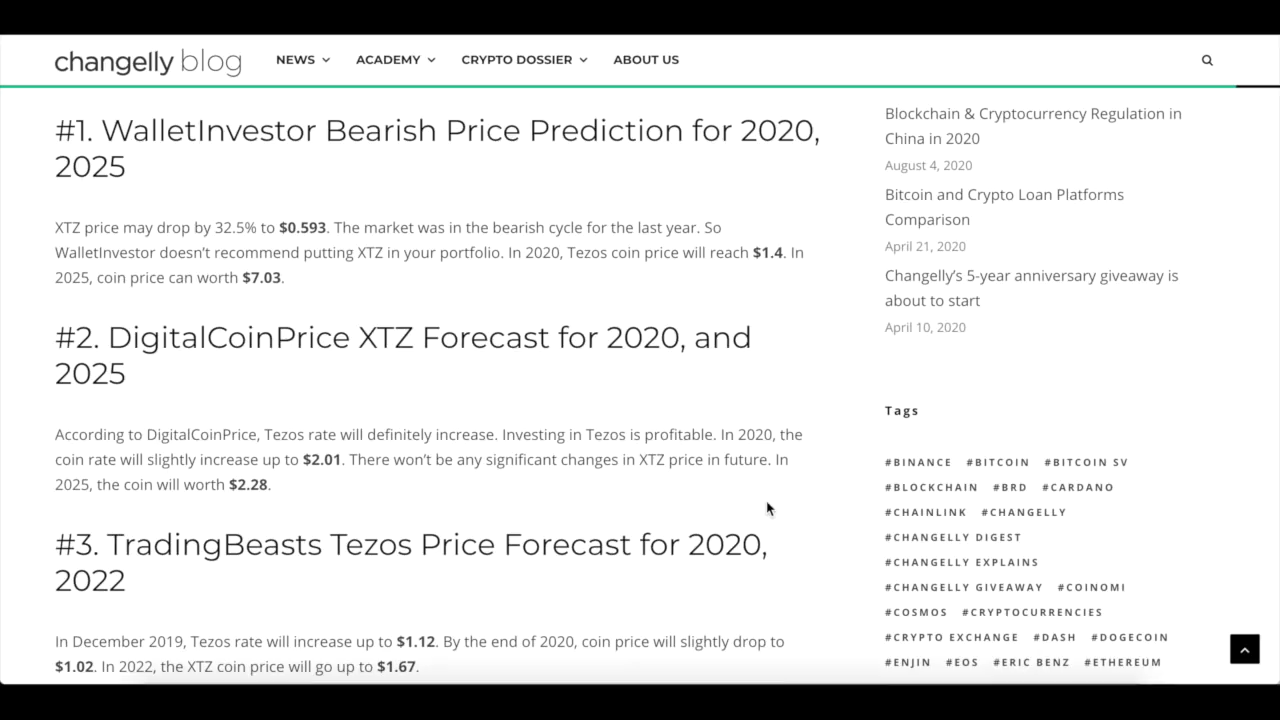 changelly blog NEWS ACADEMY CRYPTO DOSSIER ABOUT US
#1. WalletInvestor Bearish Price Prediction for 2020,
2025
XTZ price may drop by 32.5% to $0.593. The market was in the bearish cycle for the last year. So
WalletInvestor doesn’t recommend putting XTZ in your portfolio. In 2020, Tezos coin price will reach $1.4. In
2025, coin price can worth $7.03.
#2. DigitalCoinPrice XTZ Forecast for 2020, and
2025
According to DigitalCoinPrice, Tezos rate will definitely increase. Investing in Tezos is profitable. In 2020, the
coin rate will slightly increase up to $2.01. There won’t be any significant changes in XTZ price in future. In
2025, the coin will worth $2.28.
#3. TradingBeasts Tezos Price Forecast for 2020,
2022
In December 2019, Tezos rate will increase up to $1.12. By the end of 2020, coin price will slightly drop to
$1.02. In 2022, the XTZ coin price will go up to $1.67.
Blockchain & Cryptocurrency Regulation in
China in 2020
August 4, 2020
Bitcoin and Crypto Loan Platforms
Comparison
April 21, 2020
Changelly’s 5-year anniversary giveaway is
about to start
April 10, 2020
Tags
#BINANCE #BITCOIN #BITCOIN SV
#BLOCKCHAIN #BRD #CARDANO
#CHAINLINK #CHANGELLY
#CHANGELLY DIGEST
#CHANGELLY EXPLAINS
#CHANGELLY GIVEAWAY #COINOMI
#COSMOS #CRYPTOCURRENCIES
#CRYPTO EXCHANGE #DASH #DOGECOIN
#ENJIN #EOS #ERIC BENZ #ETHEREUM